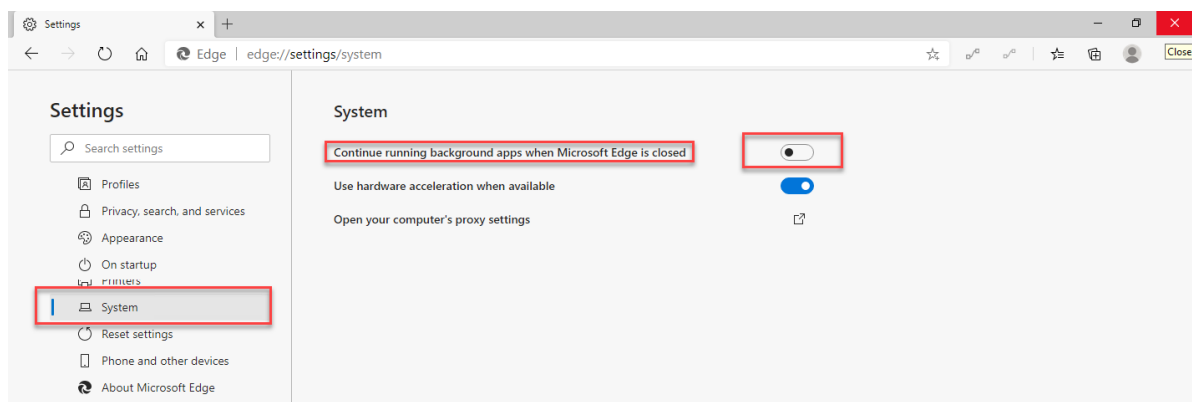 Settings
Edge | edge://settings/system
Close
Settings
System
Search settings
Continue running background apps when Microsoft Edge is closed
Profiles
Use hardware acceleration when available
Privacy, search, and services
Open your computer's proxy settings
Appearance
On startup
Printers
System
Reset settings
Phone and other devices
About Microsoft Edge